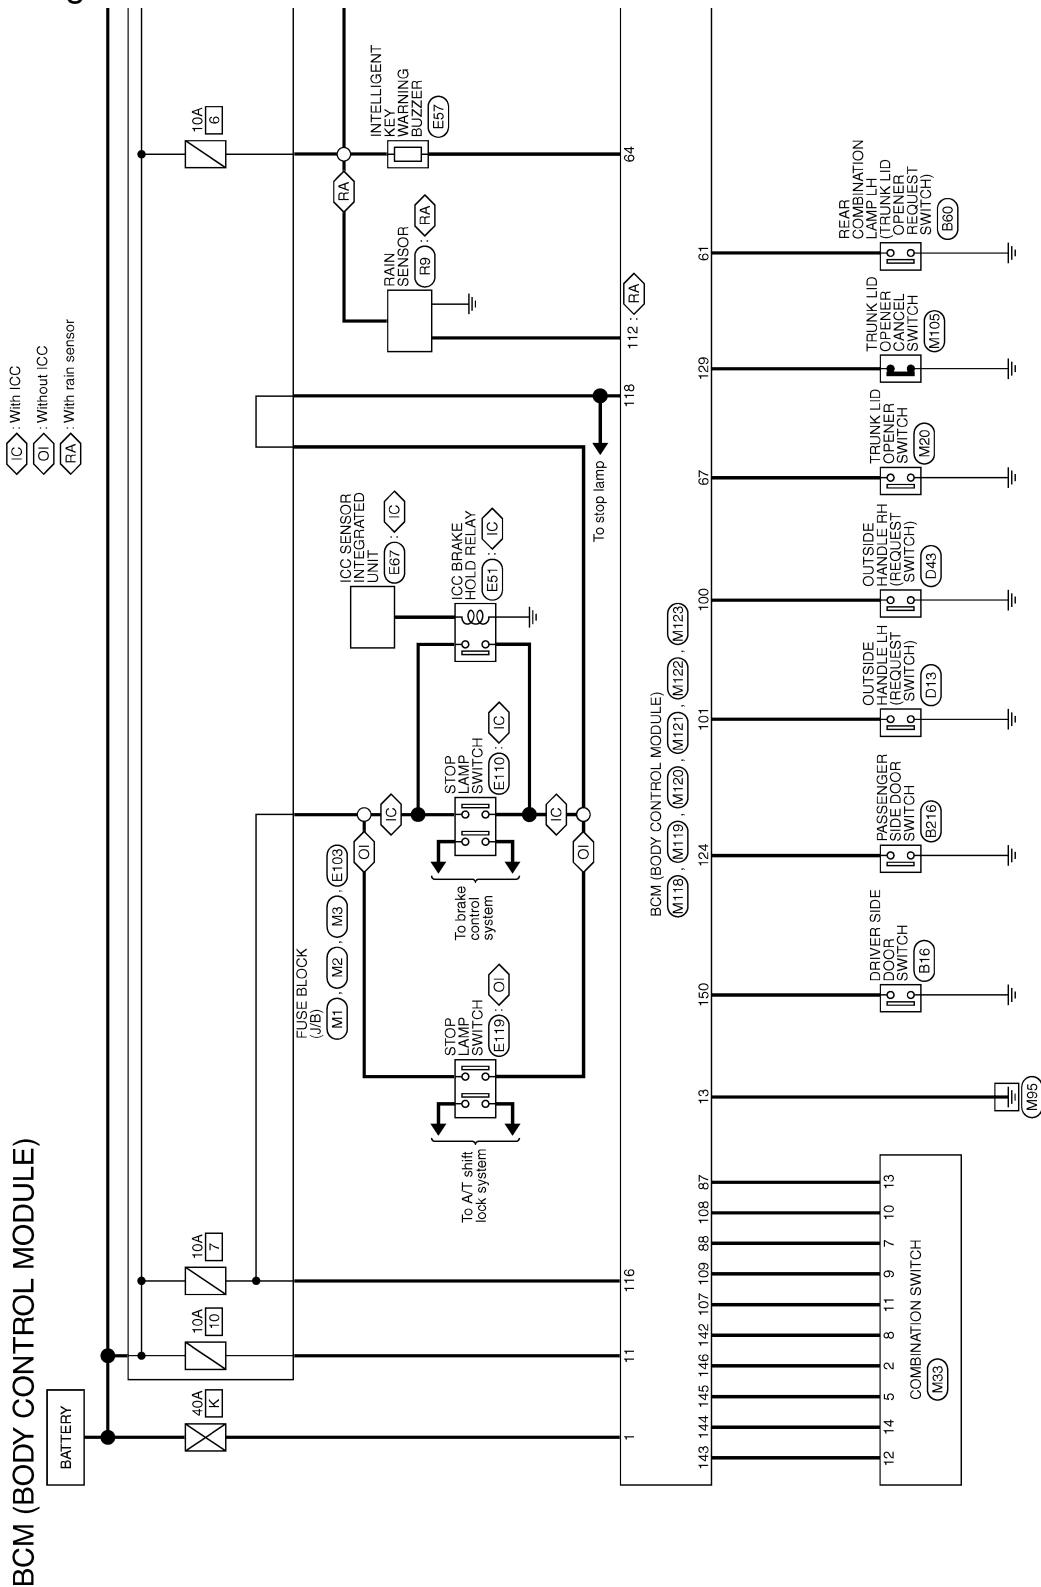 BCM (BODY CONTROL MODULE)
IC : With ICC
OI : Without ICC
RA : With rain sensor
BATTERY
40A
K
10A
10
10A
7
10A
6
FUSE BLOCK
(J/B)
M1 , M2 , M3 , E103
OI
IC
IC
OI
To A/T shift
lock system
STOP
LAMP
SWITCH
E119 : OI
To brake
control
system
STOP
LAMP
SWITCH
E110 : IC
ICC SENSOR
INTEGRATED
UNIT
E67 : IC
ICC BRAKE
HOLD RELAY
E51 : IC
To stop lamp
RAIN
SENSOR
R9 : RA
RA
INTELLIGENT
KEY
WARNING
BUZZER
E57
1
11
116
118
112 : RA
64
BCM (BODY CONTROL MODULE)
M118 , M119 , M120 , M121 , M122 , M123
143
144
145
146
142
107
109
88
108
87
13
150
124
101
100
67
129
61
12
14
5
2
8
11
9
7
10
13
COMBINATION SWITCH
M33
M95
DRIVER SIDE
DOOR
SWITCH
B16
PASSENGER
SIDE DOOR
SWITCH
B216
OUTSIDE
HANDLE LH
(REQUEST
SWITCH)
D13
OUTSIDE
HANDLE RH
(REQUEST
SWITCH)
D43
TRUNK LID
OPENER
SWITCH
M20
TRUNK LID
OPENER
CANCEL
SWITCH
M105
REAR
COMBINATION
LAMP LH
(TRUNK LID
OPENER
REQUEST
SWITCH)
B60